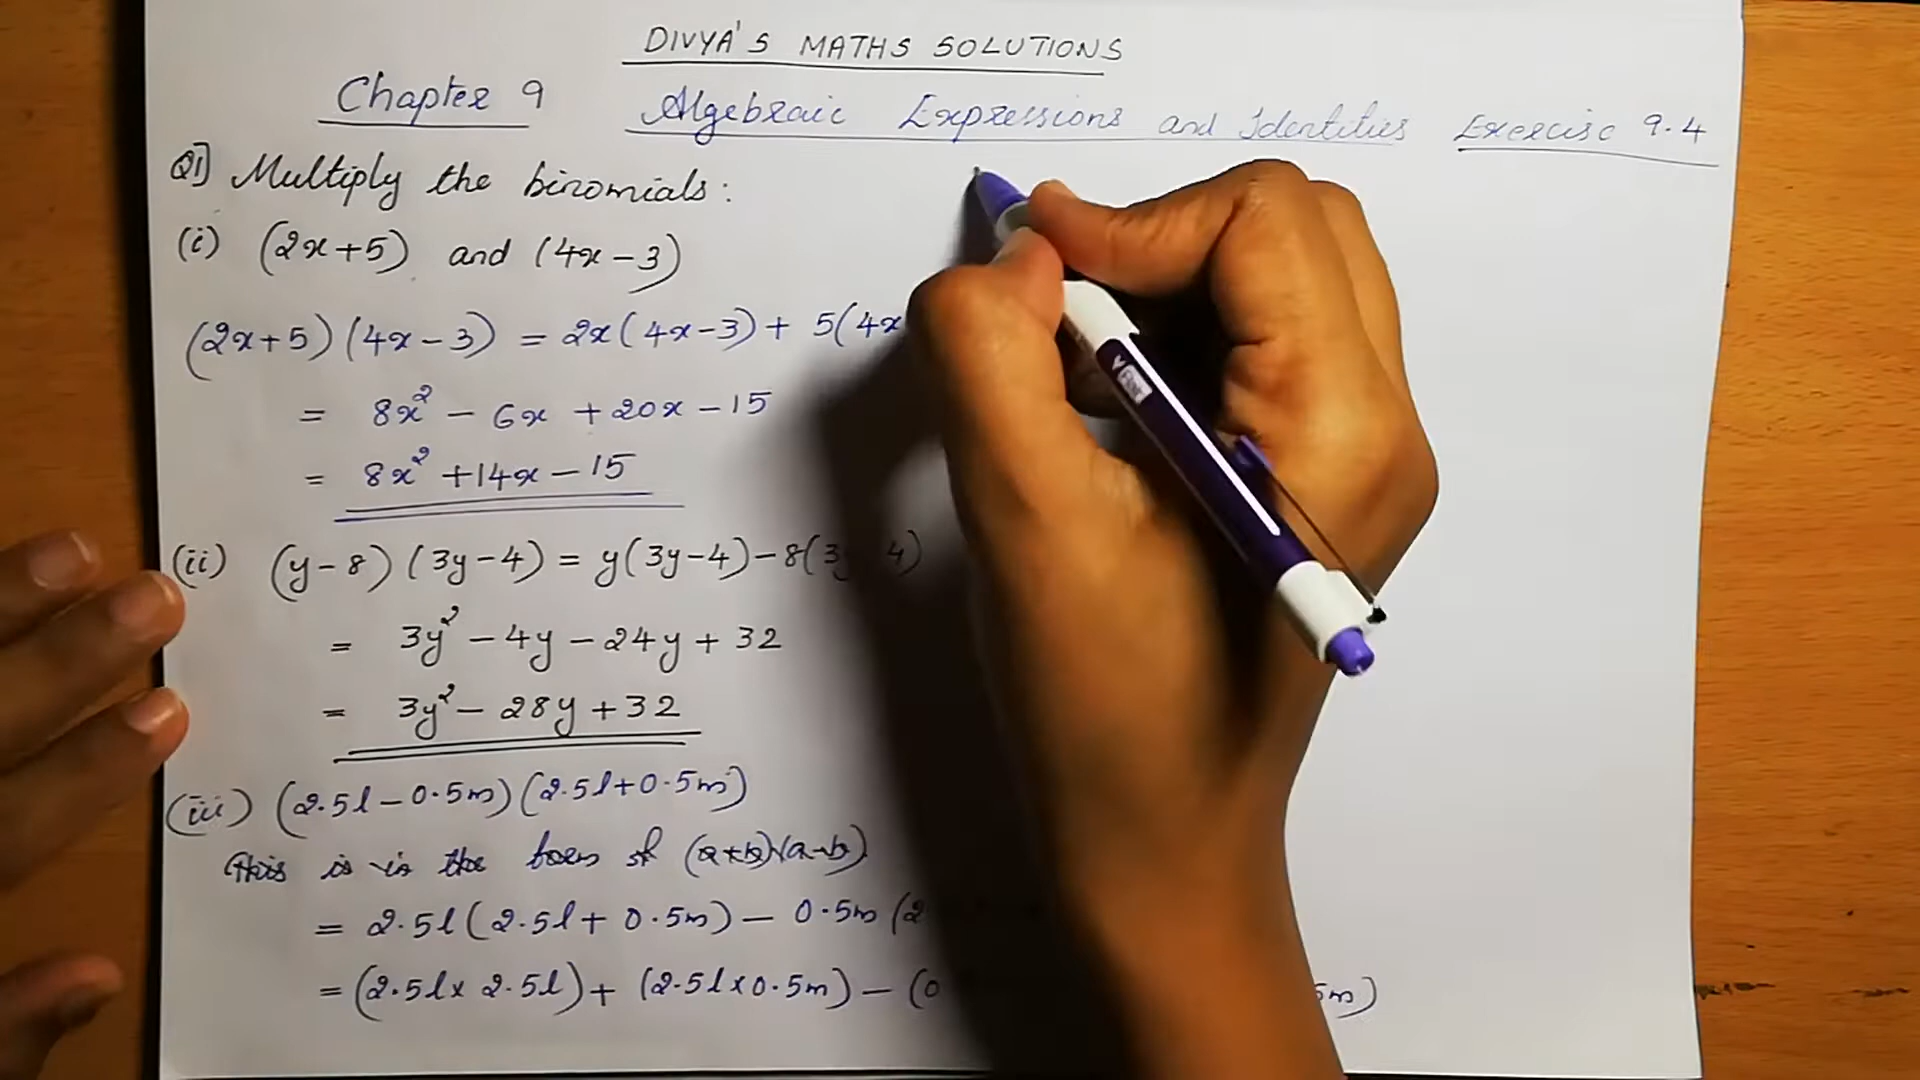 DIVYA'S MATHS SOLUTIONS
Chapter 9 Algebraic Expressions and Identities Exercise 9.4
Q1] Multiply the binomials:
(i) (2x+5) and (4x-3)
(2x+5)(4x-3) = 2x(4x-3)+ 5(4x
= 8x² - 6x + 20x - 15
= 8x² +14x - 15
(ii) (y-8)(3y-4) = y(3y-4)-8(3y 4)
= 3y² - 4y - 24y + 32
= 3y² - 28y + 32
(iii) (2.5l - 0.5m)(2.5l+0.5m)
This is in the form of (a+b)(a-b)
= 2.5l(2.5l+ 0.5m) - 0.5m(2
= (2.5l x 2.5l)+ (2.5l x 0.5m) - (0 5m)